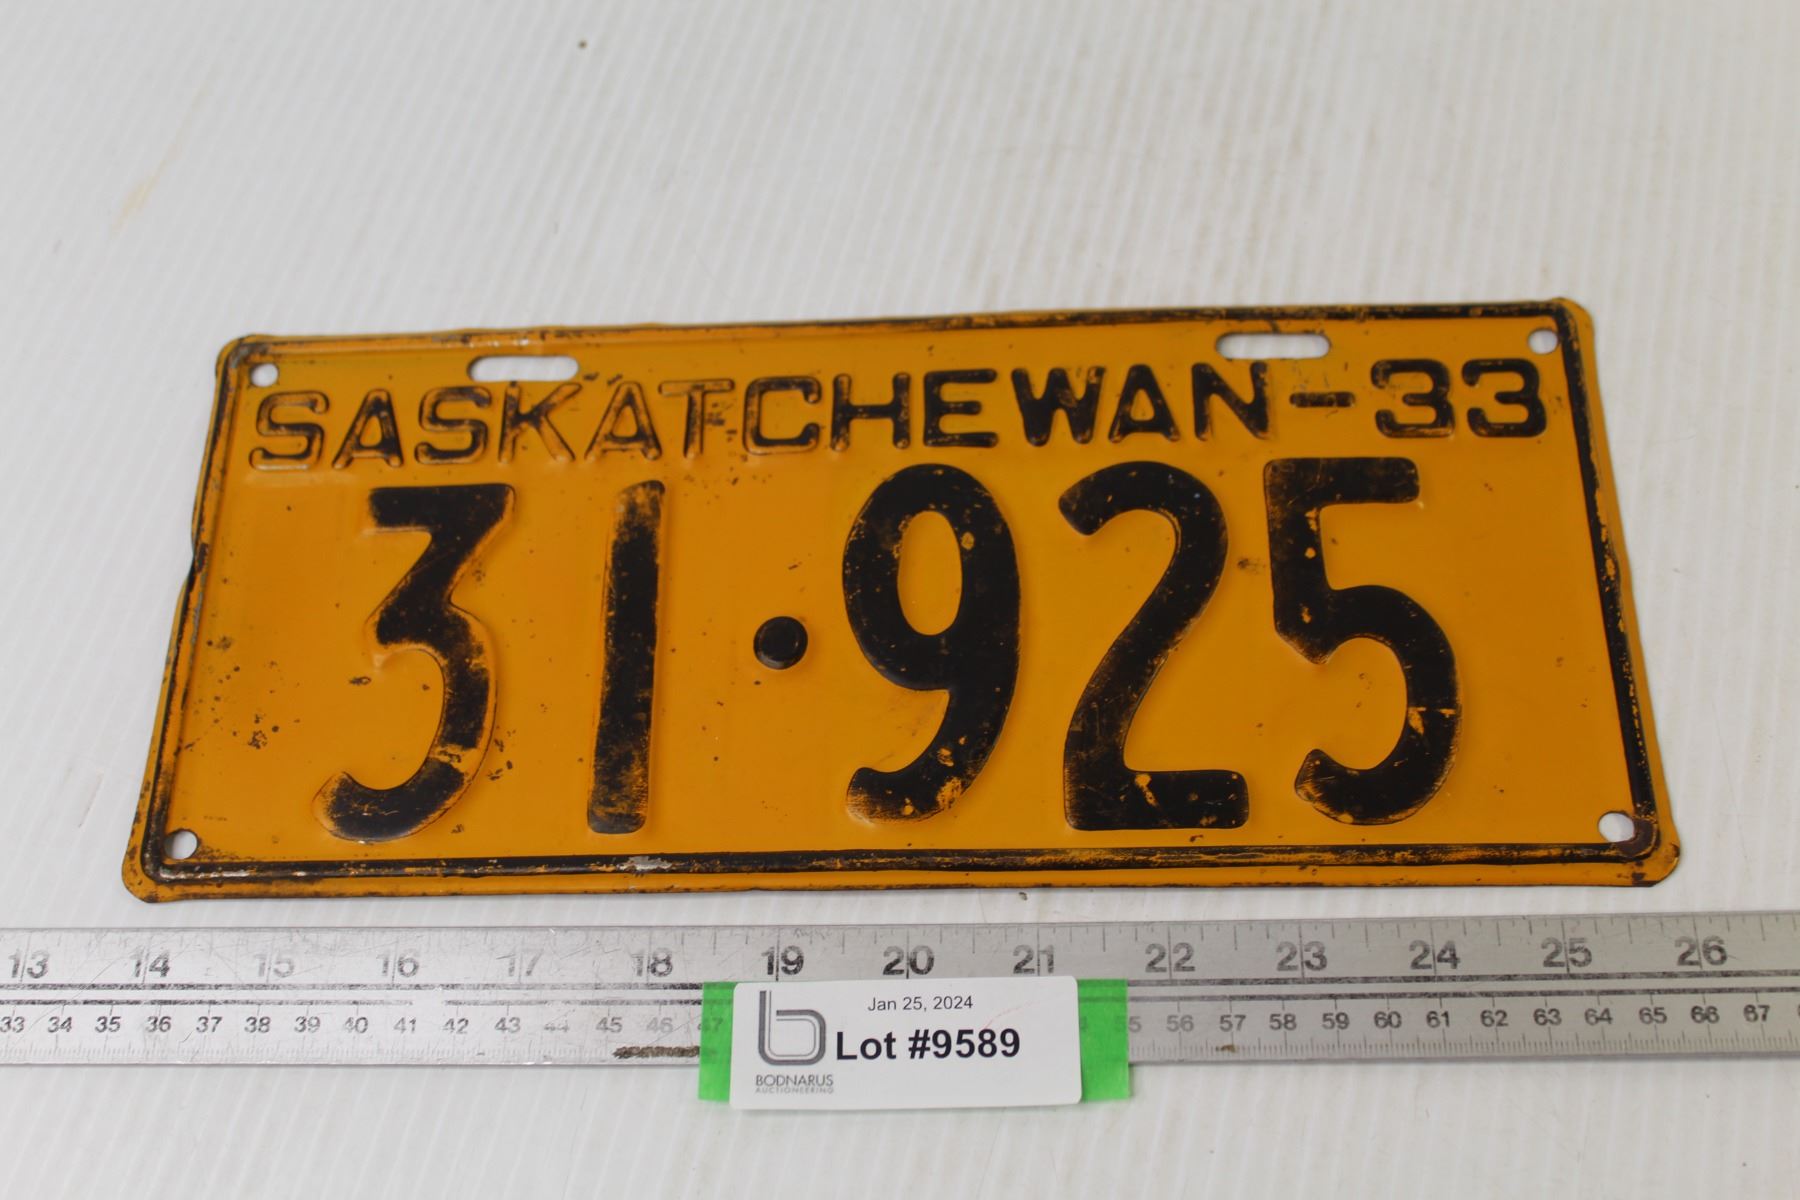 SASKATCHEWAN-33
31·925
13 14 15 16 17 18 19 20 21 22 23 24 25 26
33 34 35 36 37 38 39 40 41 42 43 44 45 46 47 55 56 57 58 59 60 61 62 63 64 65 66 67
Jan 25, 2024
b Lot #9589
BODNARUS
AUCTIONEERING